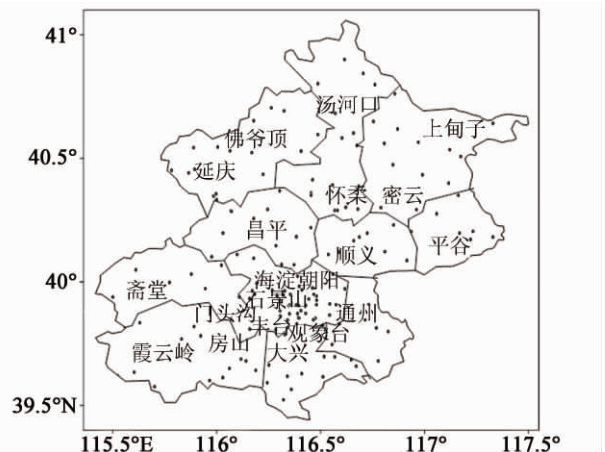 41°
汤河口
上甸子
佛爷顶
40.5°
延庆
怀柔 密云
昌平
顺义 平谷
40°
海淀 朝阳
斋堂
石景山
门头沟 通州
丰台 观象台
霞云岭 房山 大兴
39.5°N
115.5°E 116° 116.5° 117° 117.5°